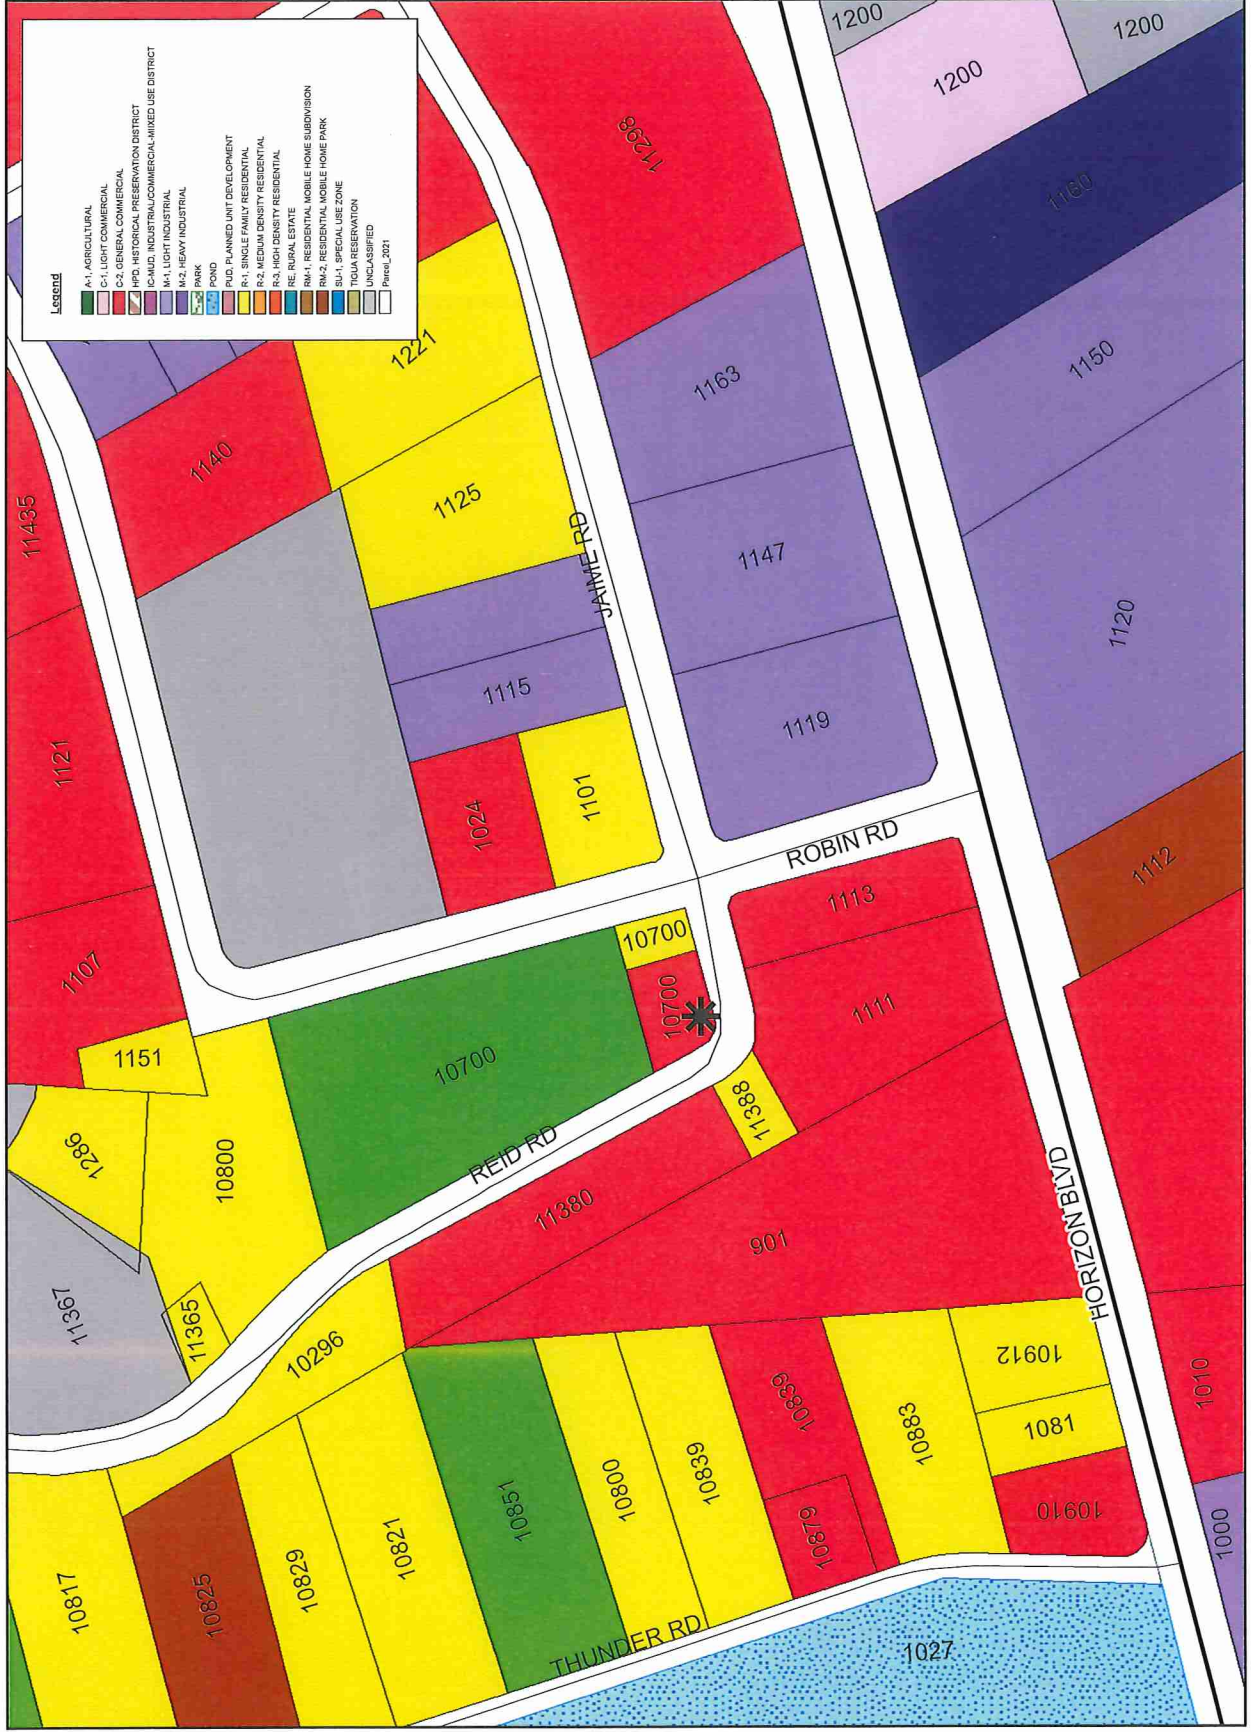 Legend
A-1, AGRICULTURAL
C-1, LIGHT COMMERCIAL
C-2, GENERAL COMMERCIAL
HPD, HISTORICAL PRESERVATION DISTRICT
IC-MUD, INDUSTRIAL/COMMERCIAL-MIXED USE DISTRICT
M-1, LIGHT INDUSTRIAL
M-2, HEAVY INDUSTRIAL
PARK
POND
PUD, PLANNED UNIT DEVELOPMENT
R-1, SINGLE FAMILY RESIDENTIAL
R-2, MEDIUM DENSITY RESIDENTIAL
R-3, HIGH DENSITY RESIDENTIAL
RE, RURAL ESTATE
RM-1, RESIDENTIAL MOBILE HOME SUBDIVISION
RM-2, RESIDENTIAL MOBILE HOME PARK
SU-1, SPECIAL USE ZONE
TIGUA RESERVATION
UNCLASSIFIED
Parcel_2021
1200
1200
1200
11298
1160
1221
1163
1150
1140
1125
1147
11435
JAIME RD
1120
1115
1119
1121
1101
1024
ROBIN RD
1112
1113
10700
1107
10700
1111
1151
10700
11388
1286
10800
REID RD
11380
901
HORIZON BLVD
11367
11365
10296
10912
1010
10839
1081
10883
10851
10800
10839
10879
10910
1000
10821
10829
10825
10817
THUNDER RD
1027